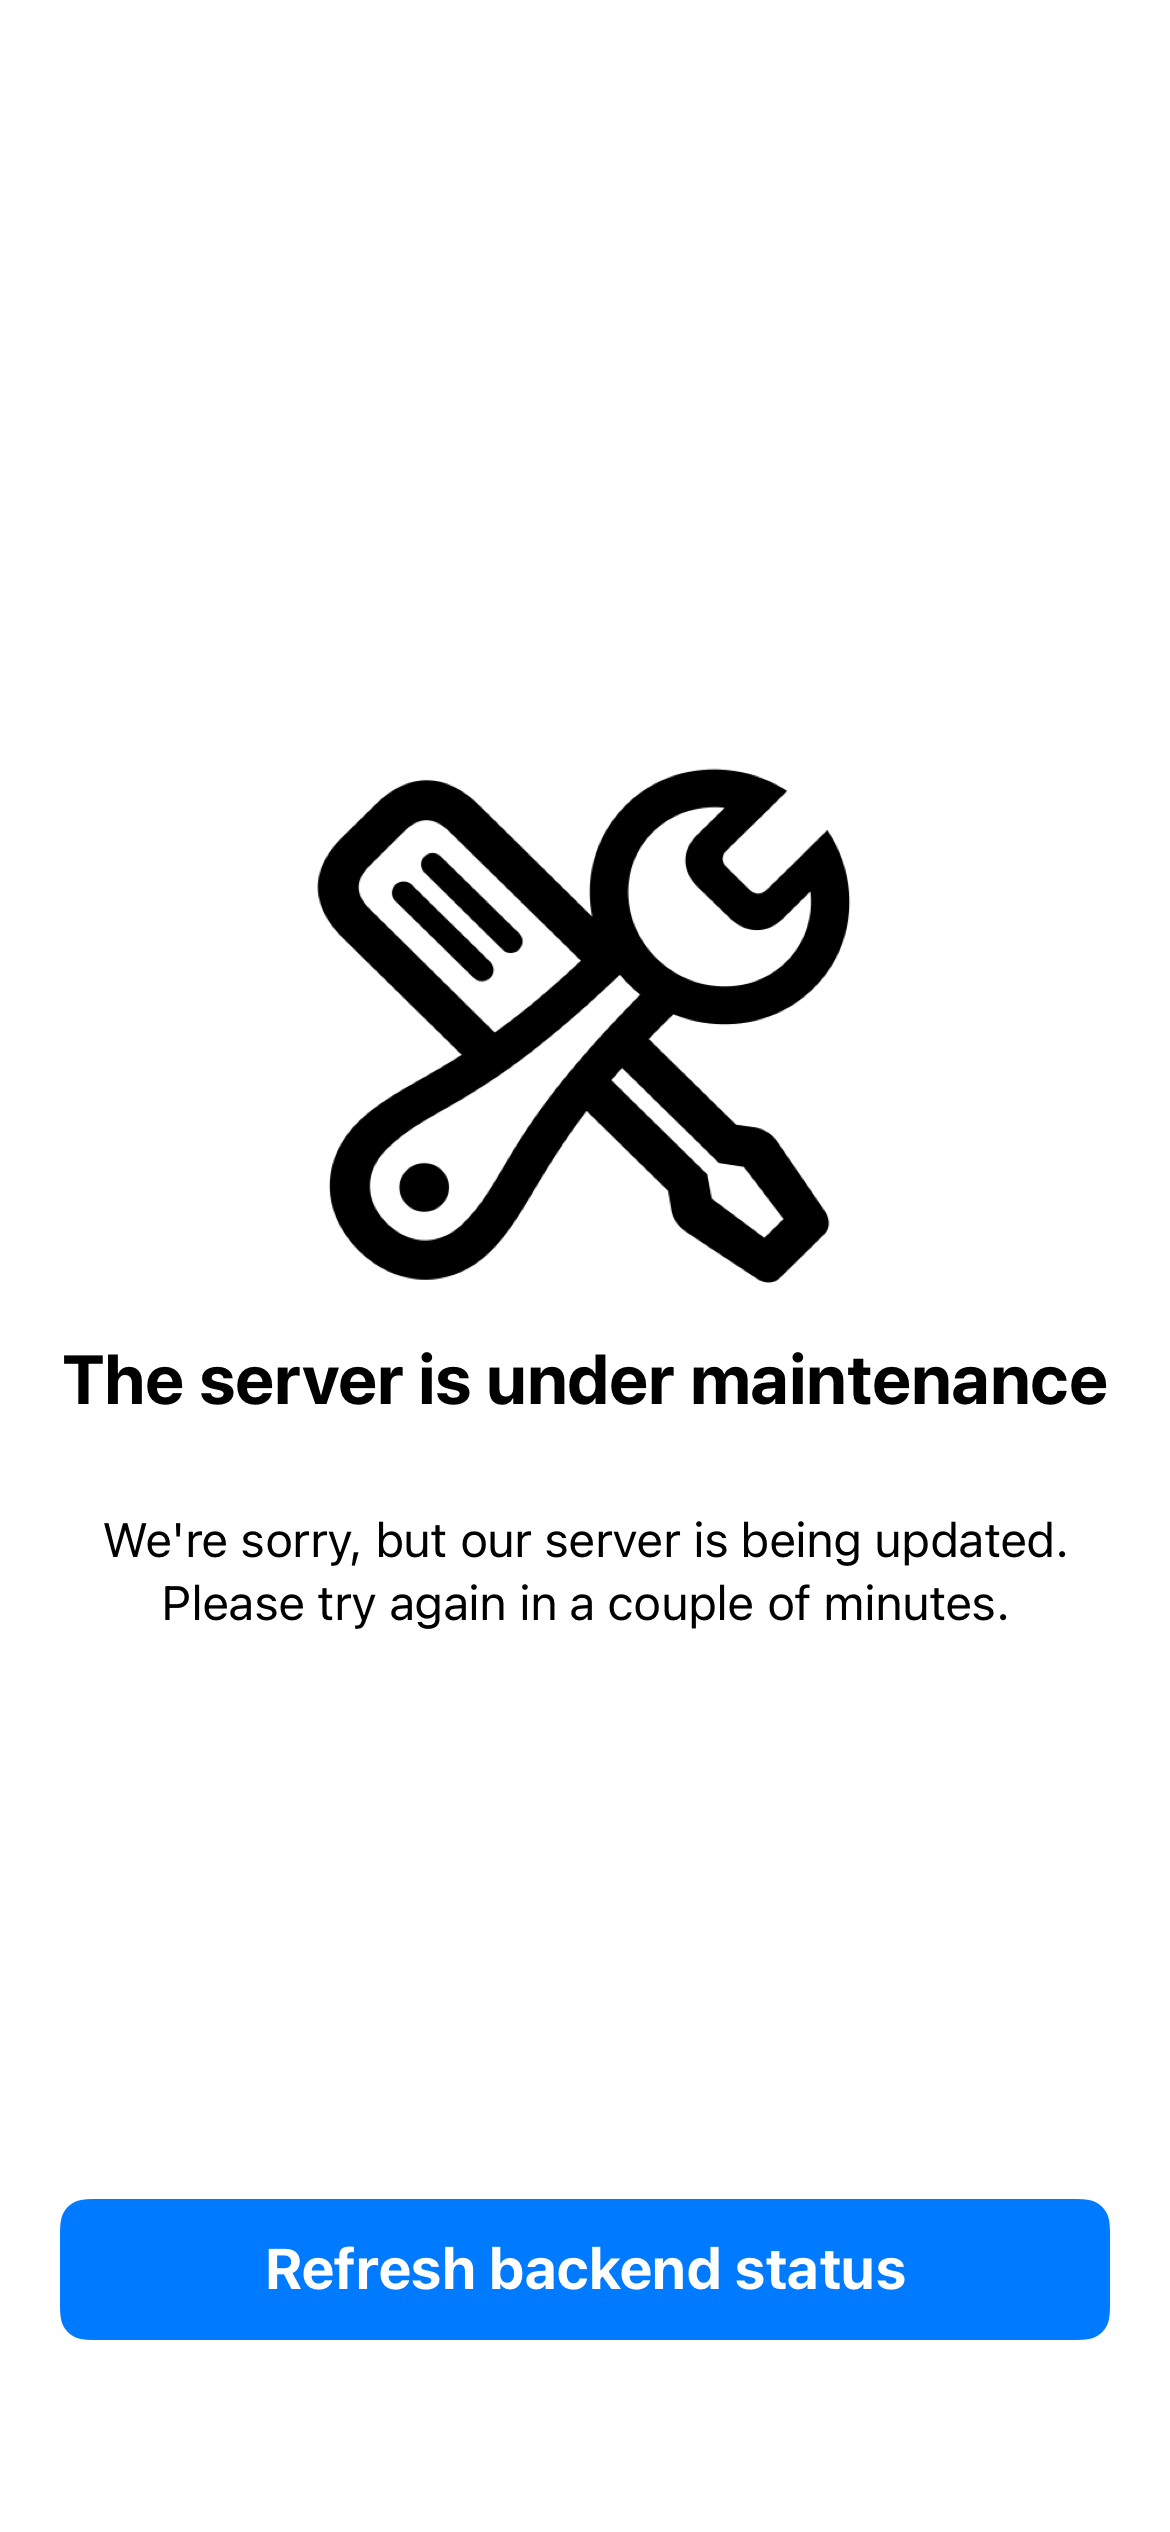 The server is under maintenance
We're sorry, but our server is being updated.
Please try again in a couple of minutes.
Refresh backend status